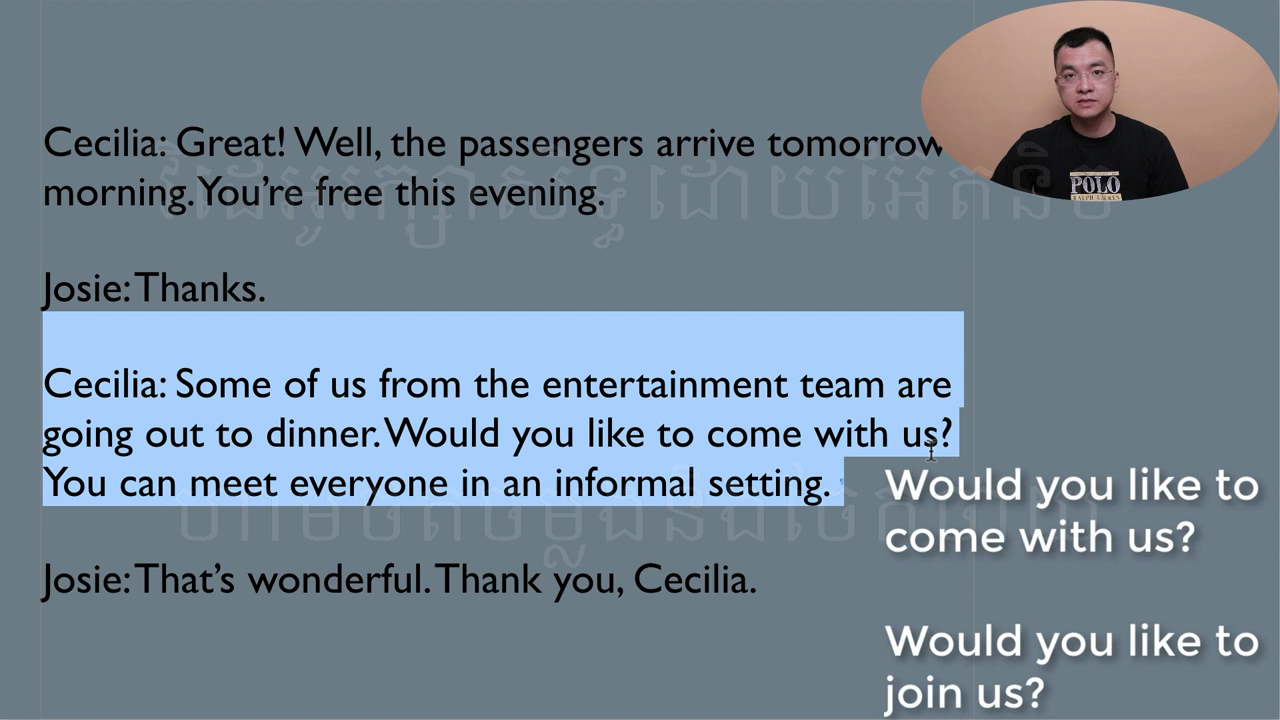 Cecilia: Great! Well, the passengers arrive tomorrow
morning. You’re free this evening.
Josie: Thanks.
Cecilia: Some of us from the entertainment team are
going out to dinner. Would you like to come with us?
You can meet everyone in an informal setting.
Josie: That’s wonderful. Thank you, Cecilia.
Would you like to
come with us?
Would you like to
join us?
POLO